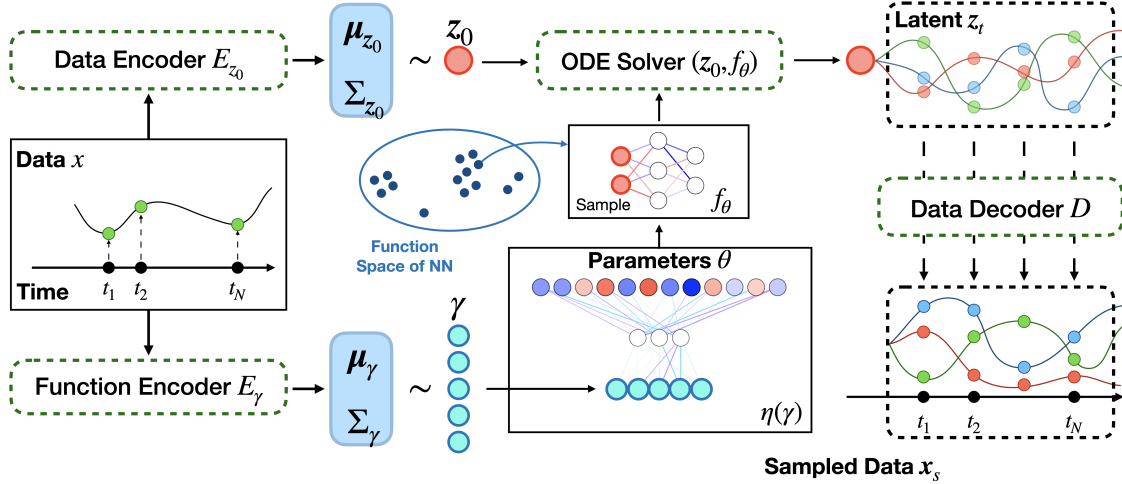 Data Encoder E_{z_0}
μ_{z_0}
Σ_{z_0}
~
z_0
ODE Solver (z_0, f_θ)
Latent z_t
Data x
Time
t_1 t_2 t_N
Function
Space of NN
Sample
f_θ
Data Decoder D
Parameters θ
η(γ)
Function Encoder E_γ
μ_γ
Σ_γ
~
γ
t_1 t_2 t_N
Sampled Data x_s